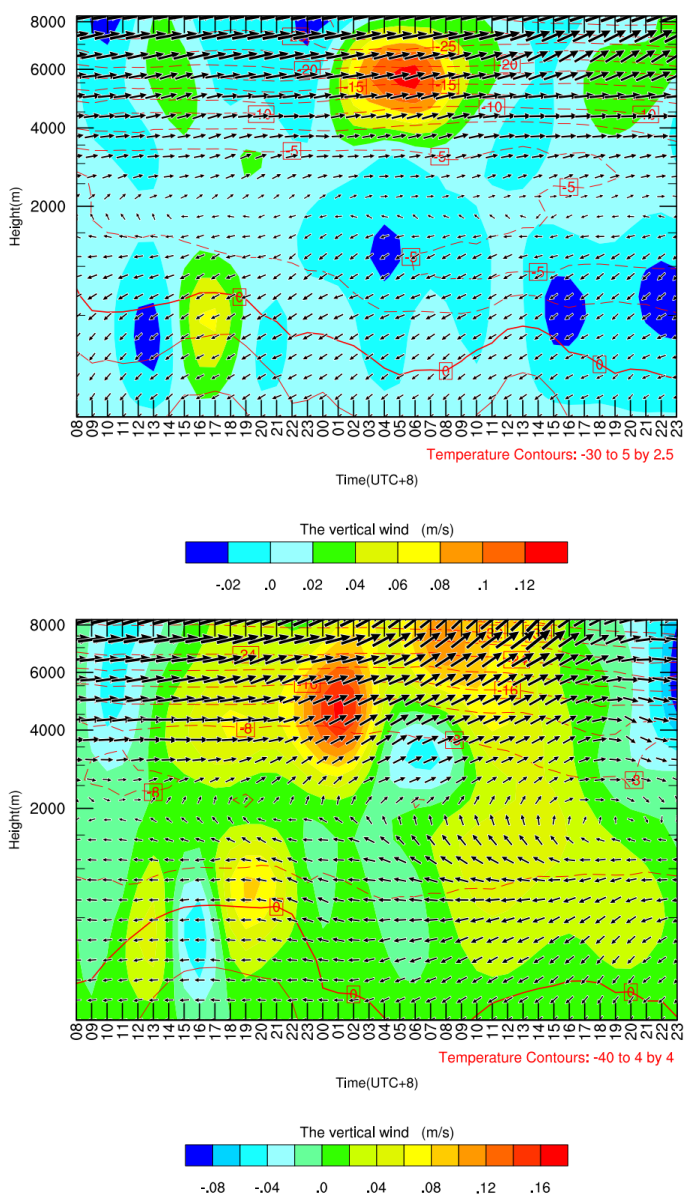 8000
6000
4000
2000
Height(m)
-25
-20
-20
-15
-15
-10
-10
-10
-5
-5
-5
-8
-5
0
0
0
08 09 10 11 12 13 14 15 16 17 18 19 20 21 22 23 00 01 02 03 04 05 06 07 08 09 10 11 12 13 14 15 16 17 18 19 20 21 22 23
Temperature Contours: -30 to 5 by 2.5
Time(UTC+8)
The vertical wind (m/s)
-.02 .0 .02 .04 .06 .08 .1 .12
8000
6000
4000
2000
Height(m)
-24
-16
-16
-8
-8
-8
-8
0
0
0
08 09 10 11 12 13 14 15 16 17 18 19 20 21 22 23 00 01 02 03 04 05 06 07 08 09 10 11 12 13 14 15 16 17 18 19 20 21 22 23
Temperature Contours: -40 to 4 by 4
Time(UTC+8)
The vertical wind (m/s)
-.08 -.04 .0 .04 .08 .12 .16